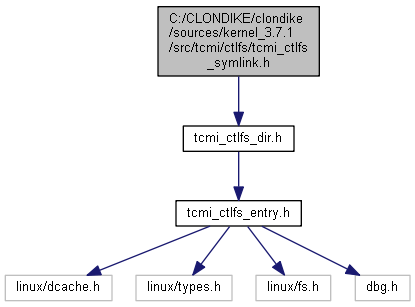 C:/CLONDIKE/clondike
/sources/kernel_3.7.1
/src/tcmi/ctlfs/tcmi_ctlfs
_symlink.h
tcmi_ctlfs_dir.h
tcmi_ctlfs_entry.h
linux/dcache.h
linux/types.h
linux/fs.h
dbg.h